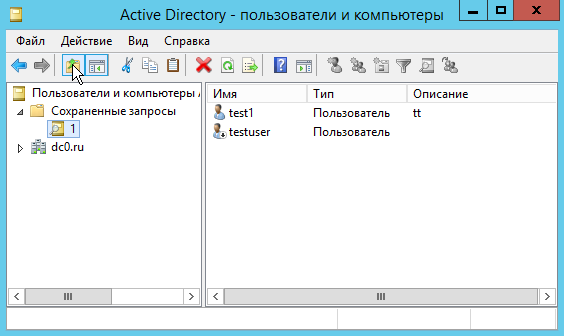 Active Directory - пользователи и компьютеры
Файл Действие Вид Справка
Пользователи и компьютеры
Сохраненные запросы
1
dc0.ru
Имя Тип Описание
test1 Пользователь tt
testuser Пользователь